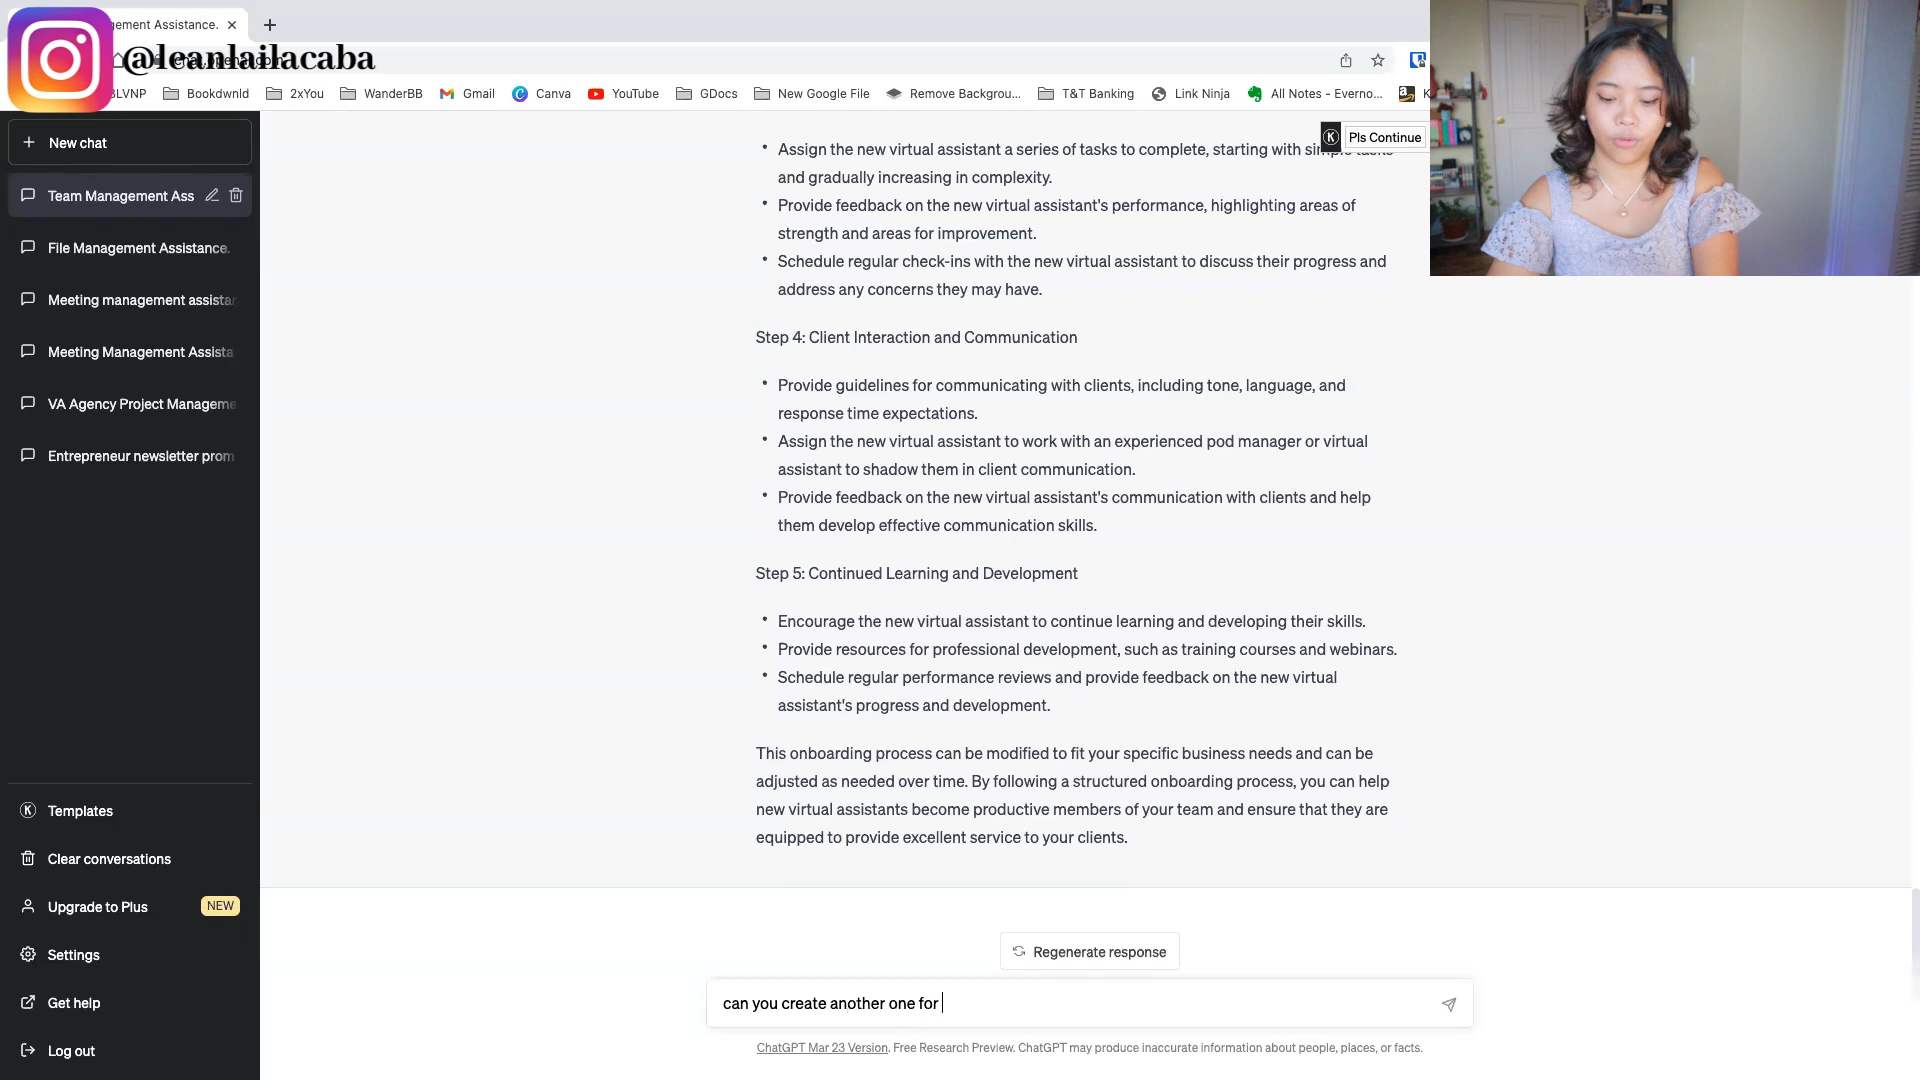 gement Assistance.
@leanlailacaba
BLVNP
Bookdwnld
2xYou
WanderBB
Gmail
Canva
YouTube
GDocs
New Google File
Remove Backgrou...
T&T Banking
Link Ninja
All Notes - Everno...
K
New chat
Team Management Ass
File Management Assistance.
Meeting management assistan
Meeting Management Assista
VA Agency Project Manageme
Entrepreneur newsletter prom
Templates
Clear conversations
Upgrade to Plus
NEW
Settings
Get help
Log out
Pls Continue
• Assign the new virtual assistant a series of tasks to complete, starting with simple tasks
and gradually increasing in complexity.
• Provide feedback on the new virtual assistant's performance, highlighting areas of
strength and areas for improvement.
• Schedule regular check-ins with the new virtual assistant to discuss their progress and
address any concerns they may have.
Step 4: Client Interaction and Communication
• Provide guidelines for communicating with clients, including tone, language, and
response time expectations.
• Assign the new virtual assistant to work with an experienced pod manager or virtual
assistant to shadow them in client communication.
• Provide feedback on the new virtual assistant's communication with clients and help
them develop effective communication skills.
Step 5: Continued Learning and Development
• Encourage the new virtual assistant to continue learning and developing their skills.
• Provide resources for professional development, such as training courses and webinars.
• Schedule regular performance reviews and provide feedback on the new virtual
assistant's progress and development.
This onboarding process can be modified to fit your specific business needs and can be
adjusted as needed over time. By following a structured onboarding process, you can help
new virtual assistants become productive members of your team and ensure that they are
equipped to provide excellent service to your clients.
Regenerate response
can you create another one for
ChatGPT Mar 23 Version. Free Research Preview. ChatGPT may produce inaccurate information about people, places, or facts.